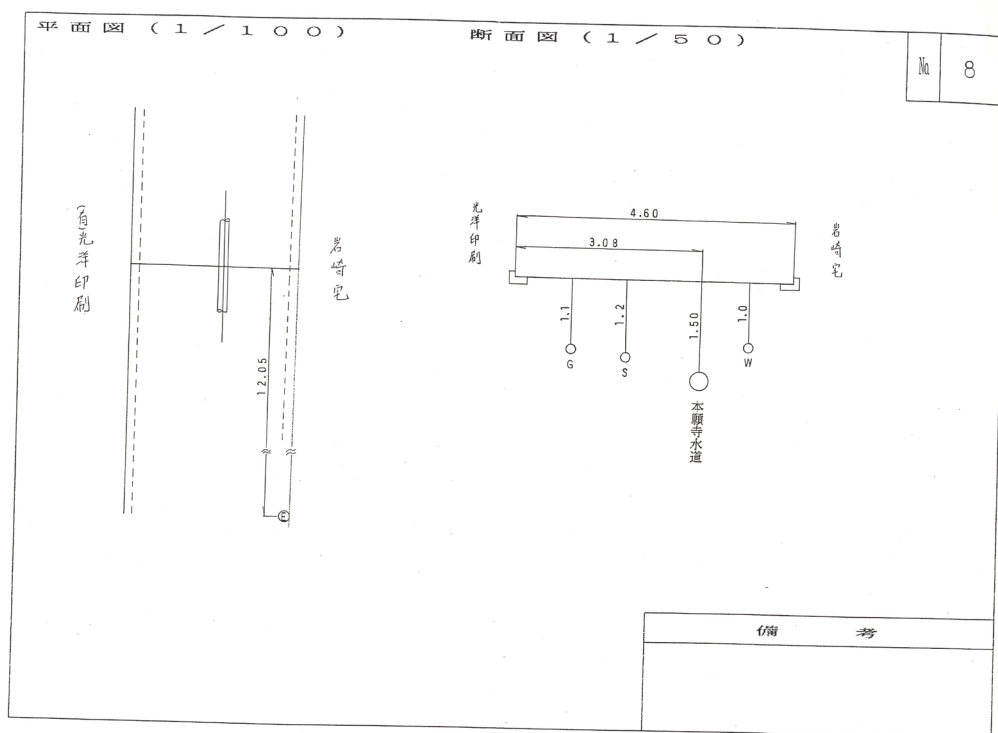 平面図(1/100)
断面図(1/50)
No. 8
(有)光洋印刷
岩崎宅
12.05
E
光洋印刷
岩崎宅
4.60
3.08
1.1
1.2
1.50
1.0
G
S
W
本願寺水道
備考